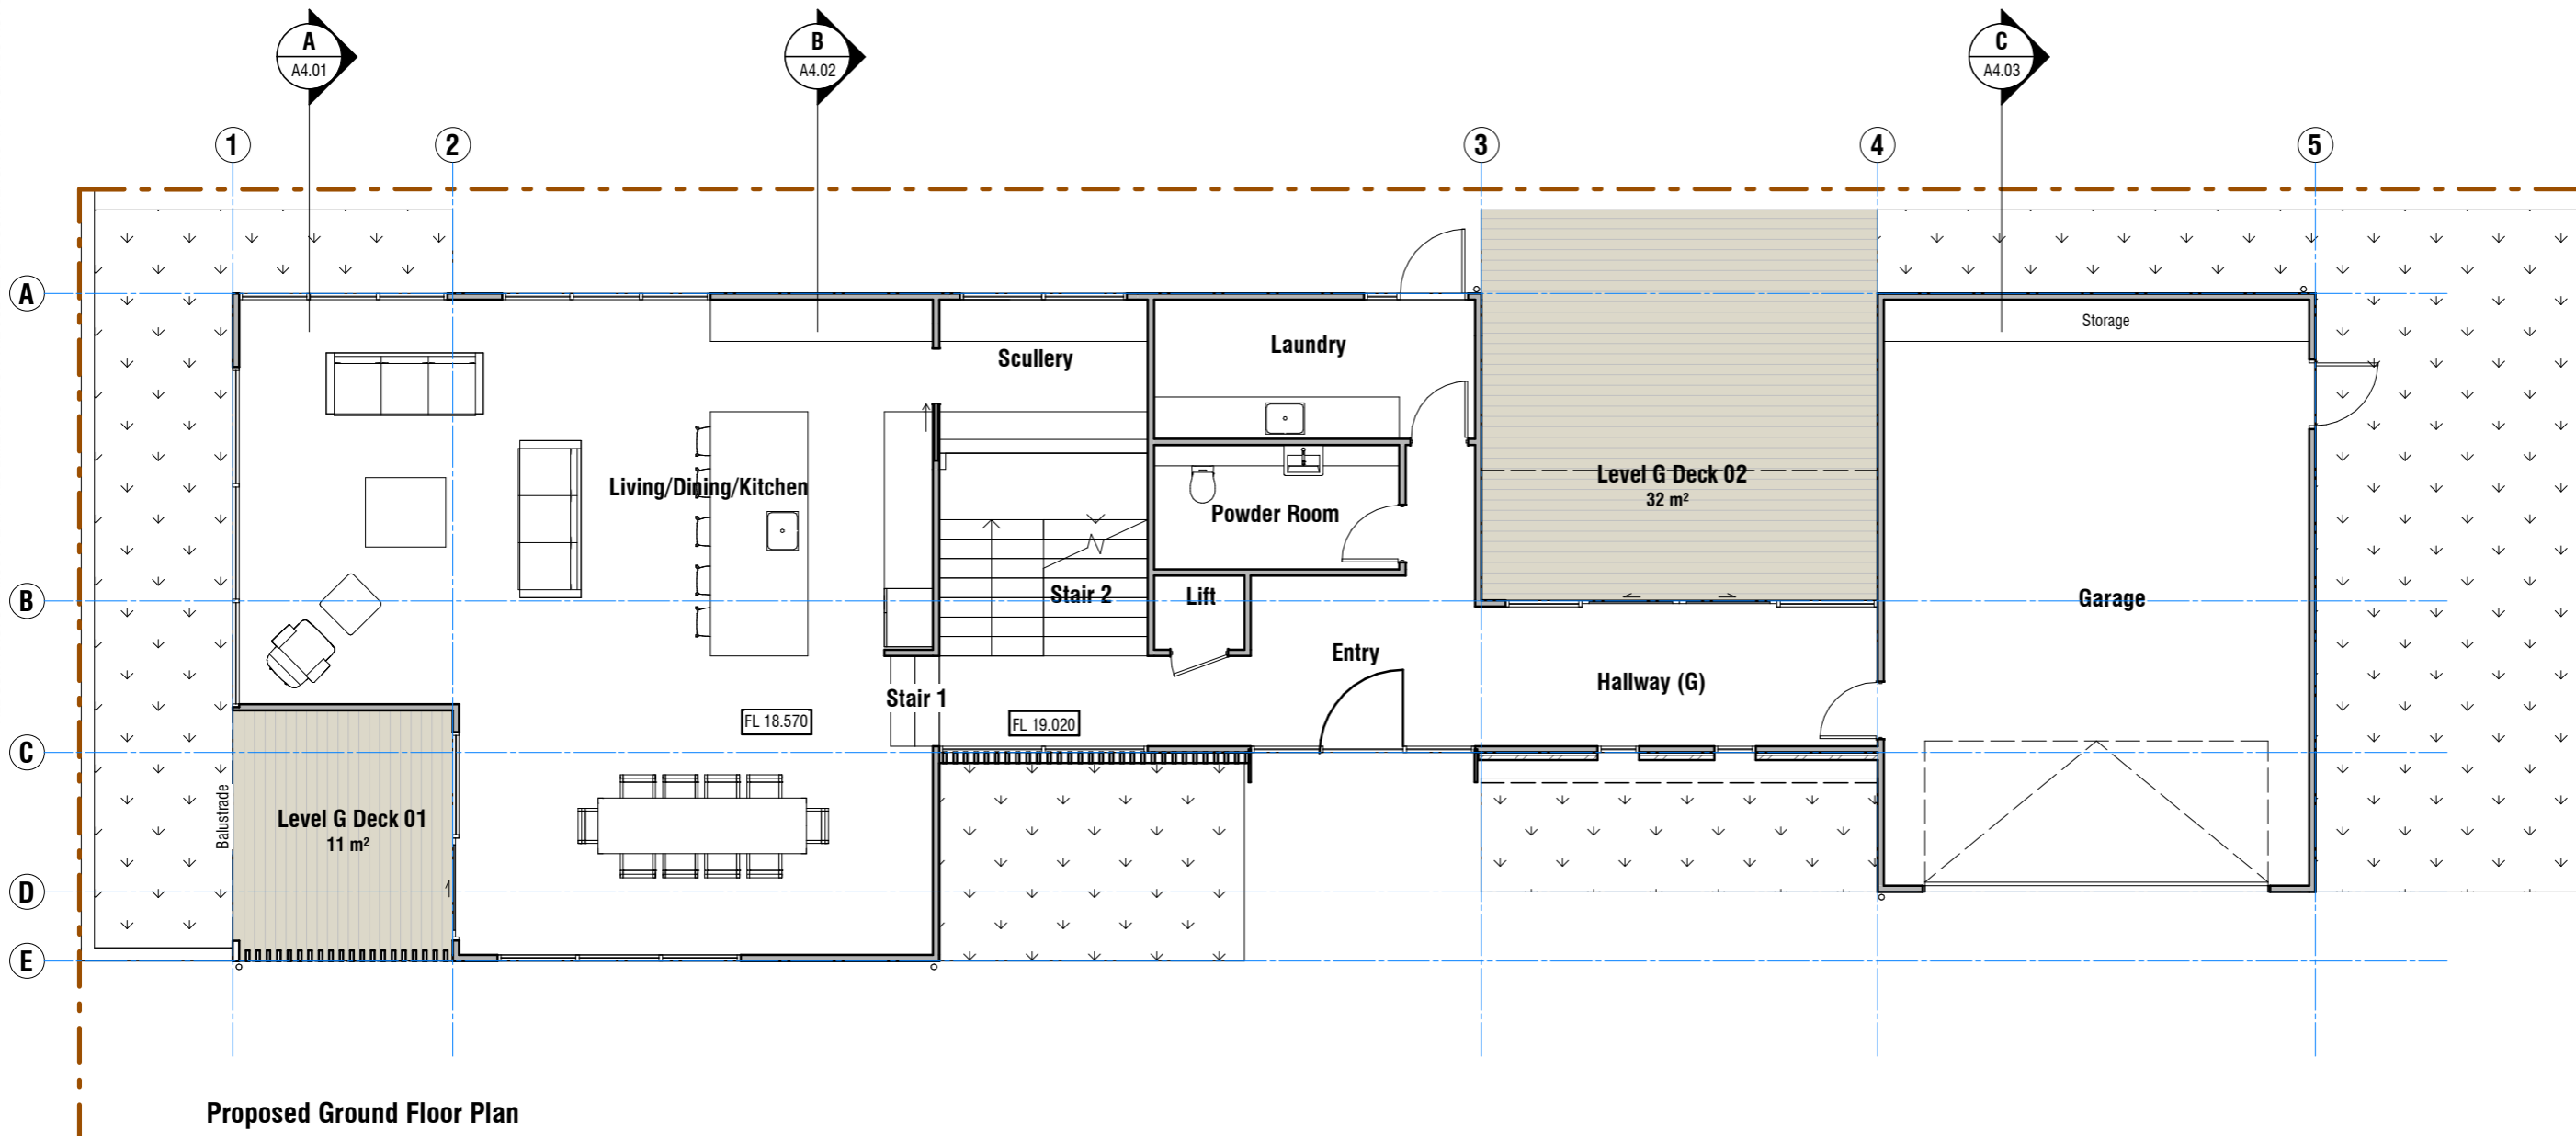 A
A4.01
B
A4.02
C
A4.03
1
2
3
4
5
A
Storage
Laundry
Scullery
Level G Deck 02
32 m²
Living/Dining/Kitchen
Powder Room
B
Stair 2
Lift
Garage
Entry
Hallway (G)
Stair 1
FL 18.570
FL 19.020
C
Balustrade
Level G Deck 01
11 m²
D
E
Proposed Ground Floor Plan